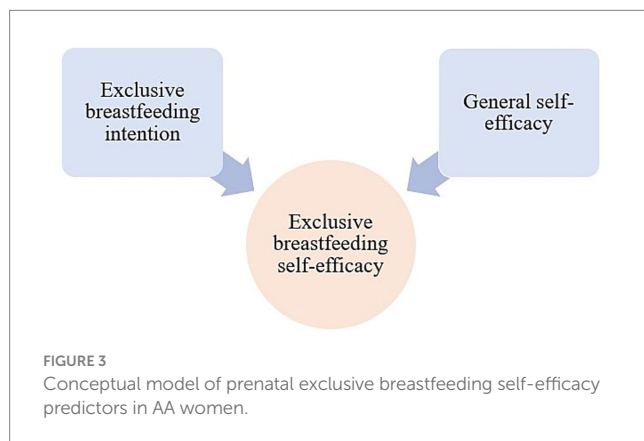 Exclusive
breastfeeding
intention
General self-
efficacy
Exclusive
breastfeeding
self-efficacy
FIGURE 3
Conceptual model of prenatal exclusive breastfeeding self-efficacy
predictors in AA women.